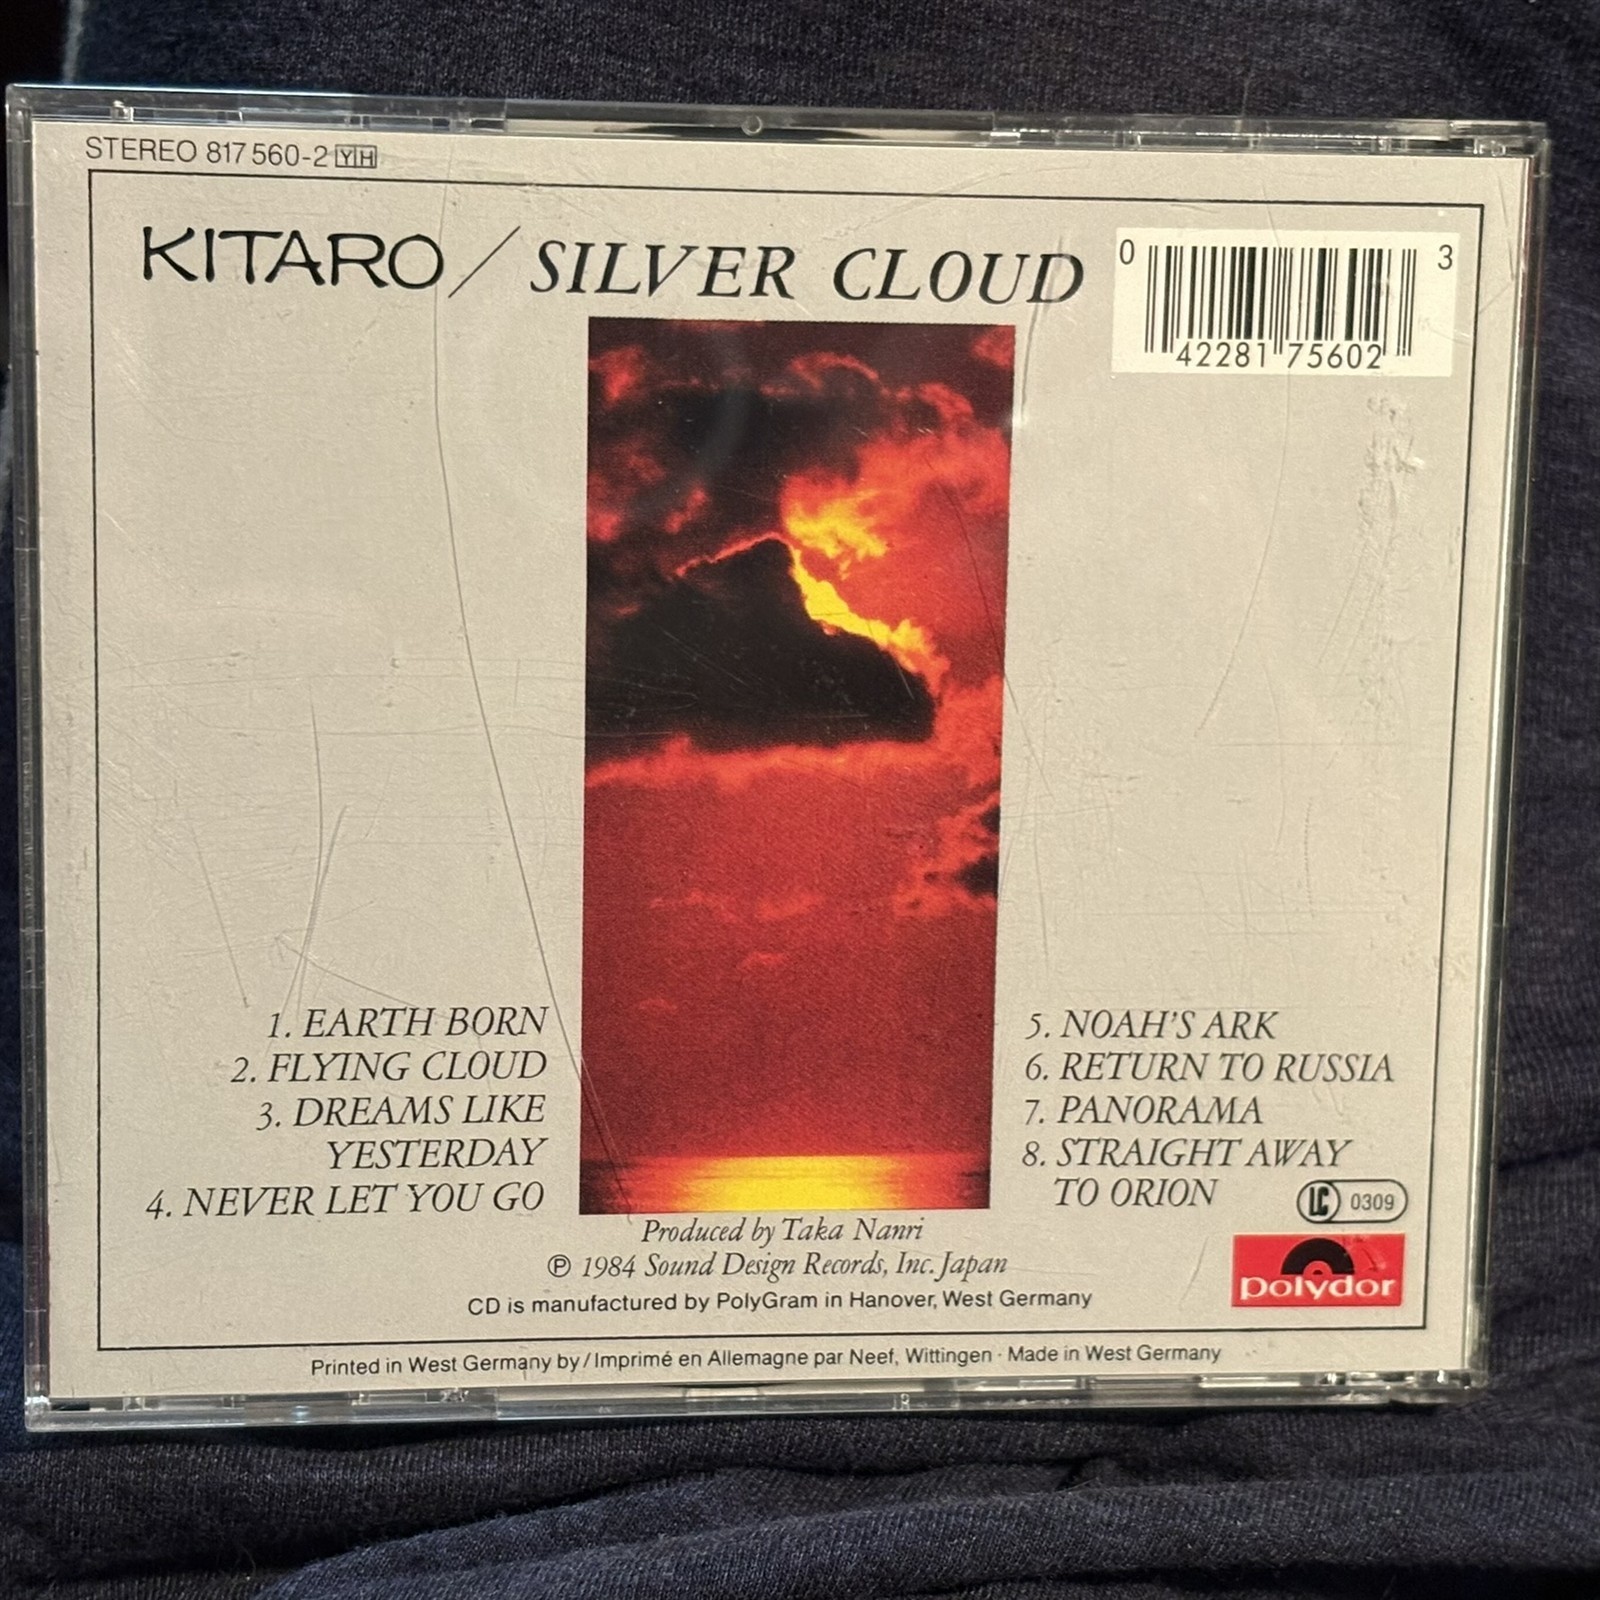 STEREO 817 560-2 YH
KITARO / SILVER CLOUD
0 42281 75602 3
1. EARTH BORN
2. FLYING CLOUD
3. DREAMS LIKE
YESTERDAY
4. NEVER LET YOU GO
5. NOAH'S ARK
6. RETURN TO RUSSIA
7. PANORAMA
8. STRAIGHT AWAY
TO ORION
LC 0309
polydor
Produced by Taka Nanri
℗ 1984 Sound Design Records, Inc. Japan
CD is manufactured by PolyGram in Hanover, West Germany
Printed in West Germany by / Imprimé en Allemagne par Neef, Wittingen · Made in West Germany